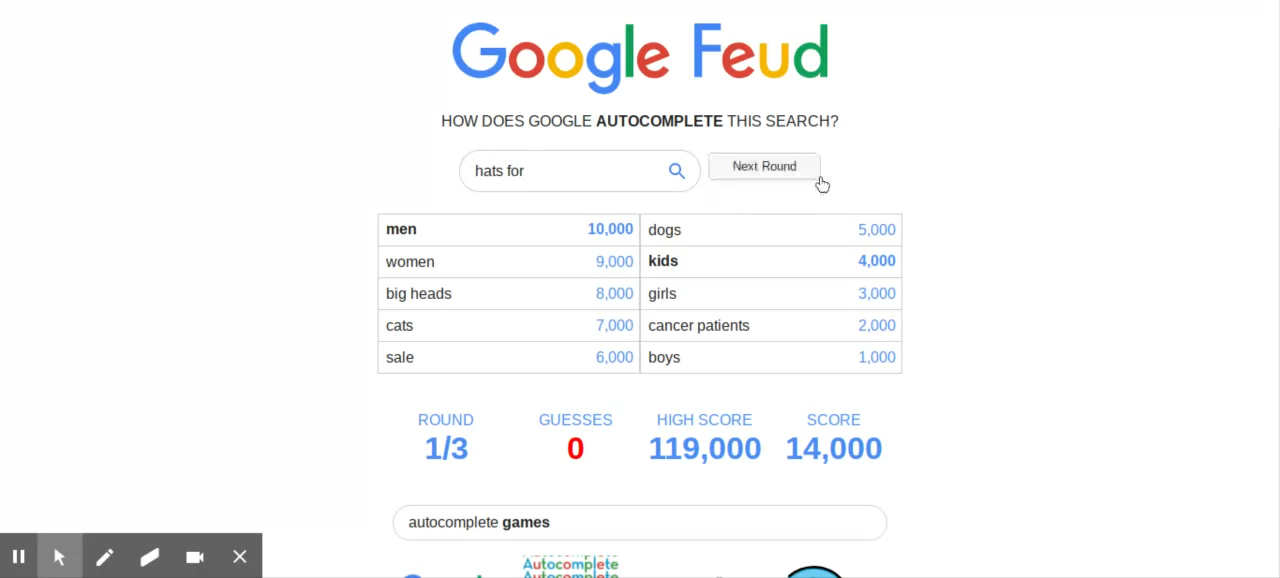 Google Feud
HOW DOES GOOGLE AUTOCOMPLETE THIS SEARCH?
hats for
Next Round
men 10,000 dogs 5,000
women 9,000 kids 4,000
big heads 8,000 girls 3,000
cats 7,000 cancer patients 2,000
sale 6,000 boys 1,000
ROUND GUESSES HIGH SCORE SCORE
1/3 0 119,000 14,000
autocomplete games
Autocomplete